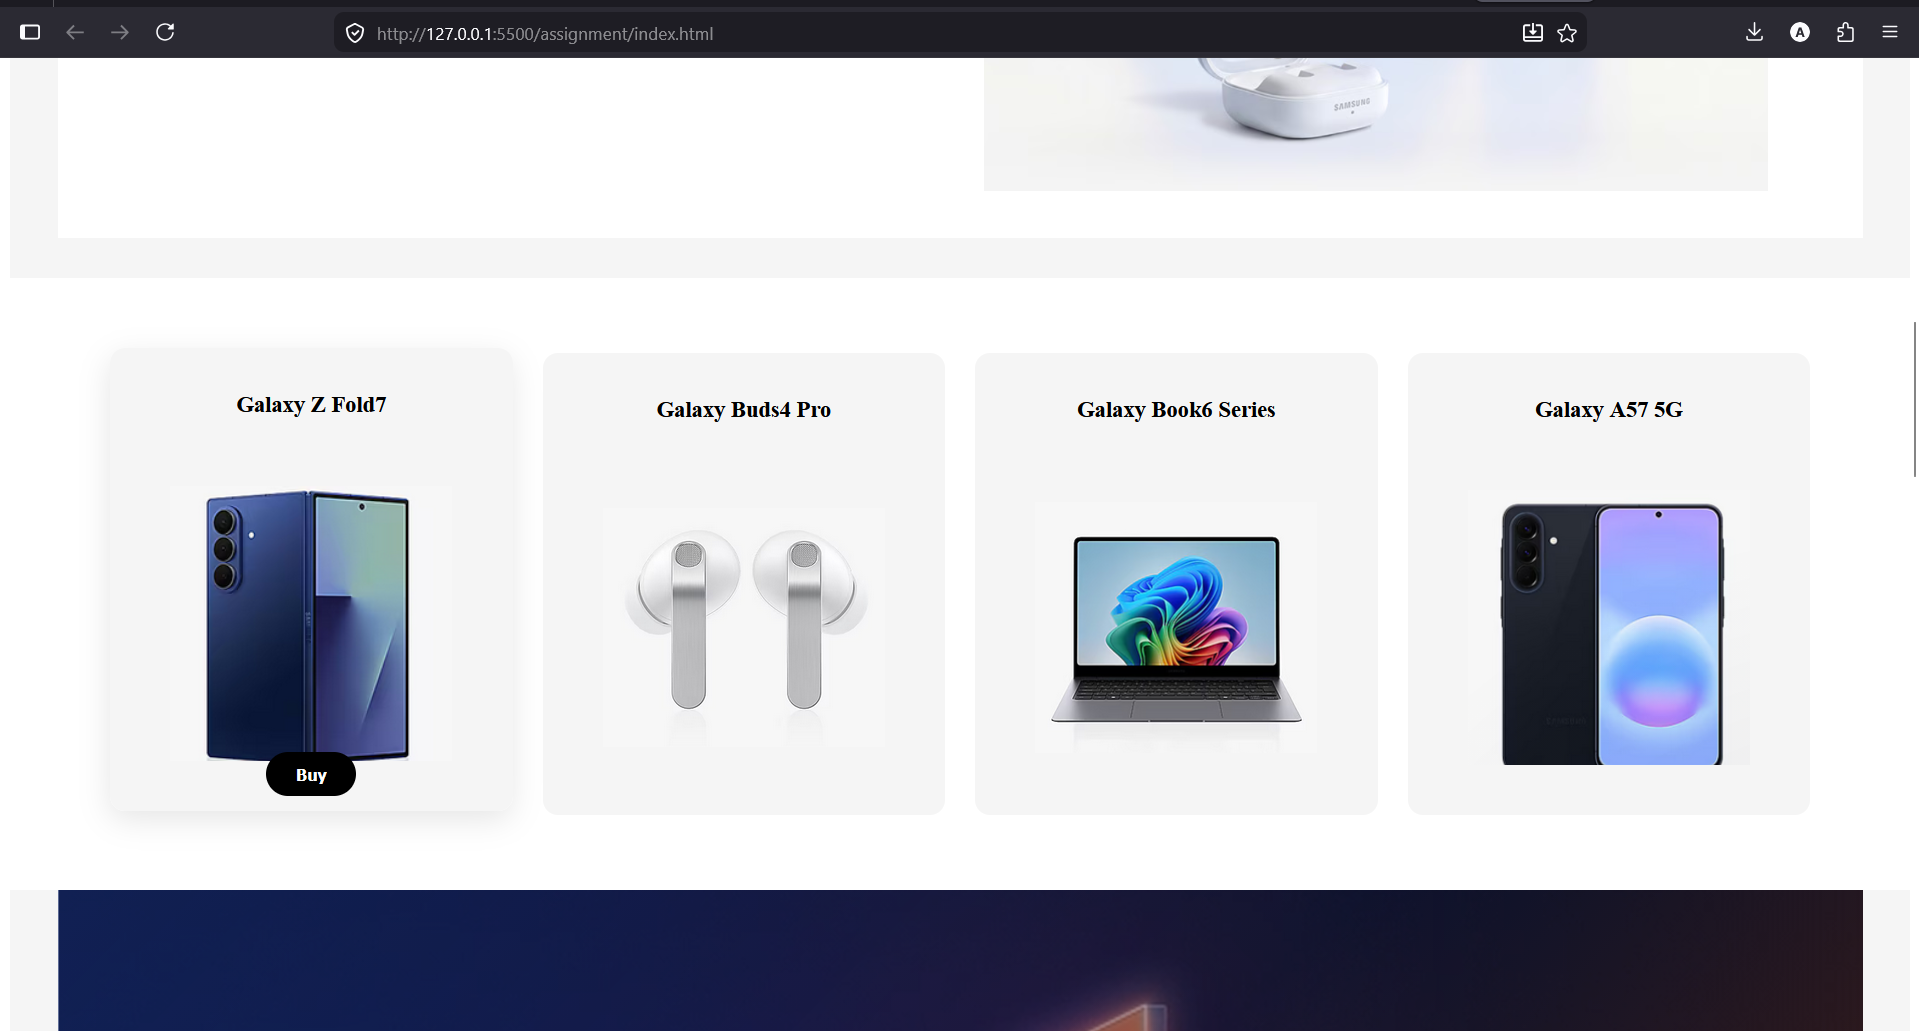 http://127.0.0.1:5500/assignment/index.html
A
SAMSUNG
Galaxy Z Fold7
Galaxy Buds4 Pro
Galaxy Book6 Series
Galaxy A57 5G
Buy